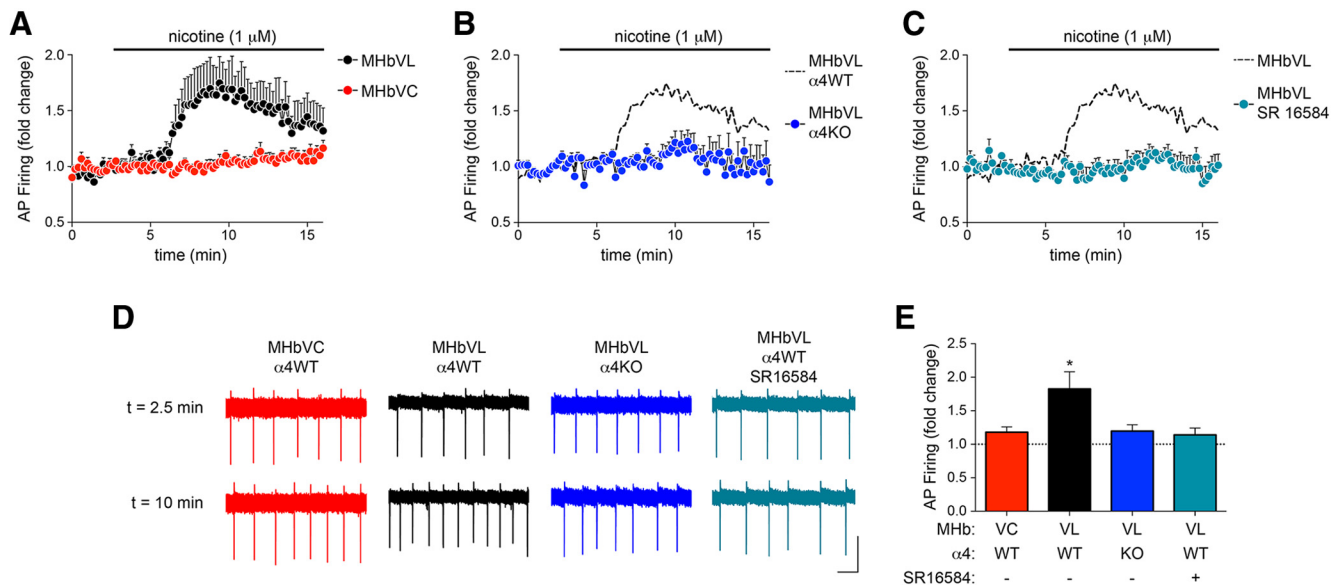 A
nicotine (1 μM)
AP Firing (fold change)
2.0
1.5
1.0
0.5
0
5
10
15
time (min)
MHbVL
MHbVC
B
nicotine (1 μM)
AP Firing (fold change)
2.0
1.5
1.0
0.5
0
5
10
15
time (min)
MHbVL
α4WT
MHbVL
α4KO
C
nicotine (1 μM)
AP Firing (fold change)
2.0
1.5
1.0
0.5
0
5
10
15
time (min)
MHbVL
MHbVL
SR 16584
D
MHbVC
α4WT
MHbVL
α4WT
MHbVL
α4KO
MHbVL
α4WT
SR16584
t = 2.5 min
t = 10 min
E
AP Firing (fold change)
2.5
2.0
1.5
1.0
0.5
0.0
*
MHb: VC VL VL VL
α4: WT WT KO WT
SR16584: - - - +